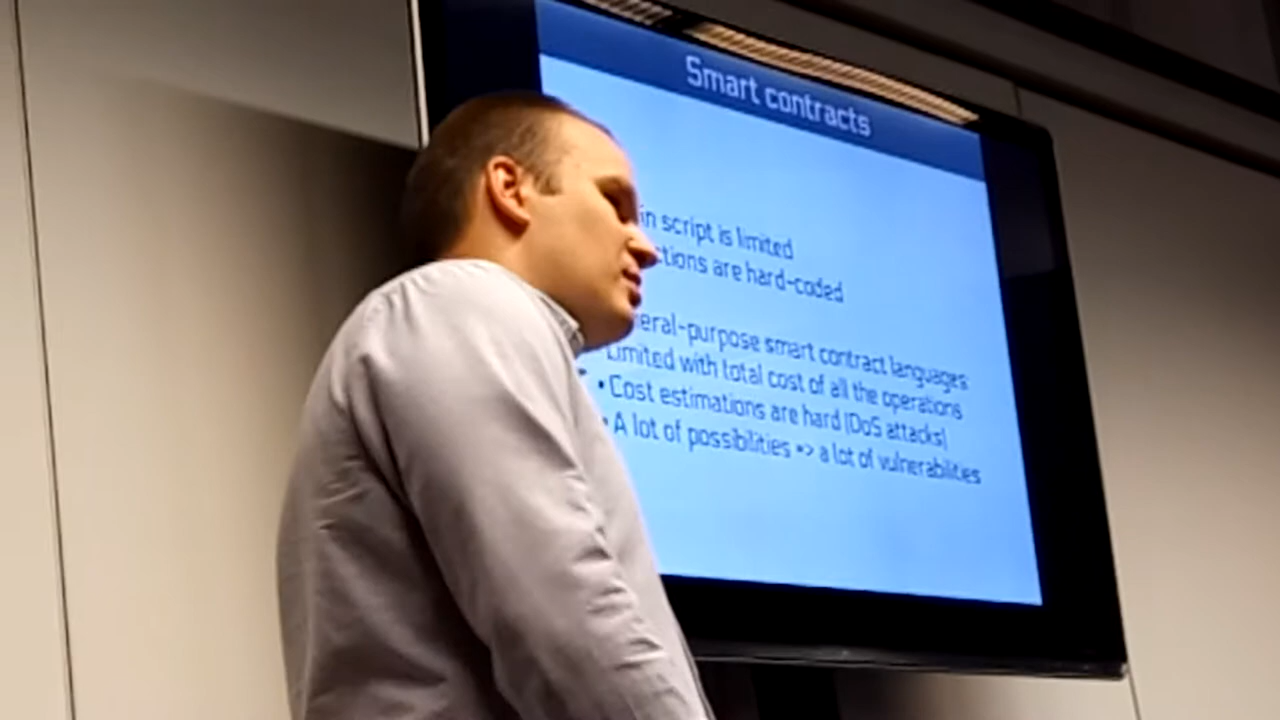 Smart contracts
in script is limited
ctions are hard-coded
eral-purpose smart contract languages
Limited with total cost of all the operations
• Cost estimations are hard (DoS attacks)
• A lot of possibilities => a lot of vulnerabilities